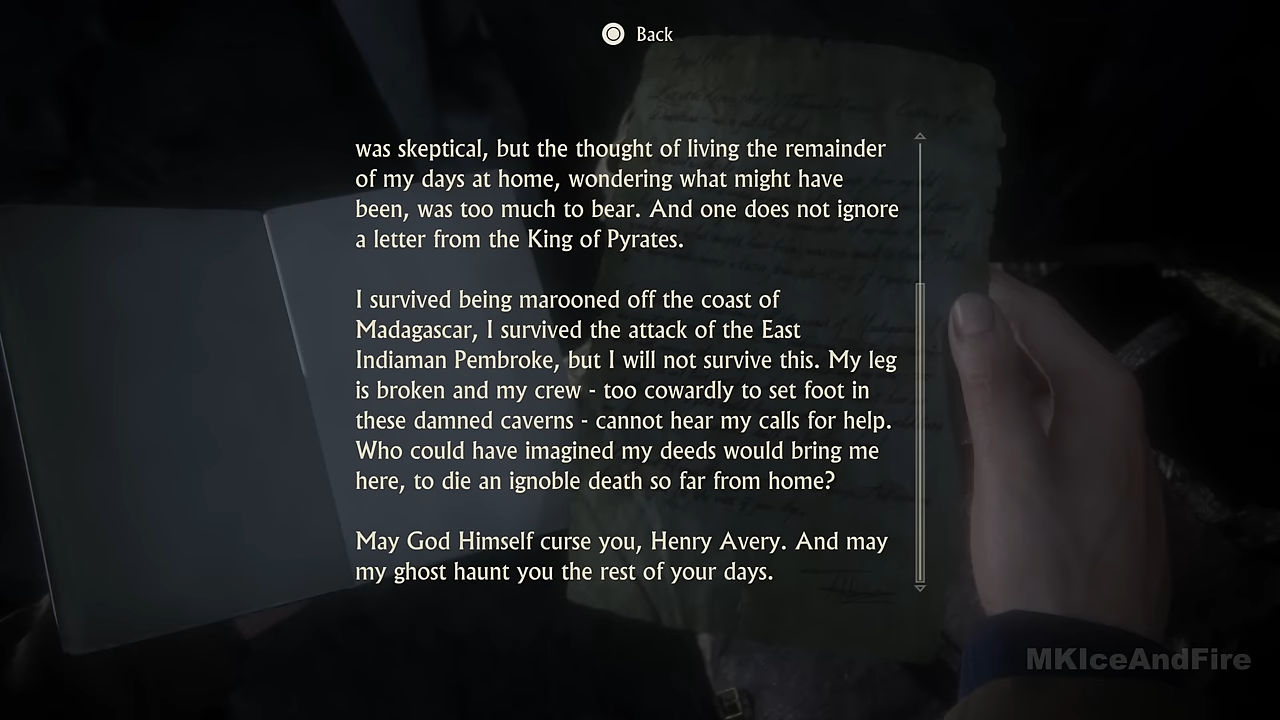 Back
was skeptical, but the thought of living the remainder
of my days at home, wondering what might have
been, was too much to bear. And one does not ignore
a letter from the King of Pyrates.
I survived being marooned off the coast of
Madagascar, I survived the attack of the East
Indiaman Pembroke, but I will not survive this. My leg
is broken and my crew - too cowardly to set foot in
these damned caverns - cannot hear my calls for help.
Who could have imagined my deeds would bring me
here, to die an ignoble death so far from home?
May God Himself curse you, Henry Avery. And may
my ghost haunt you the rest of your days.
MKIceAndFire